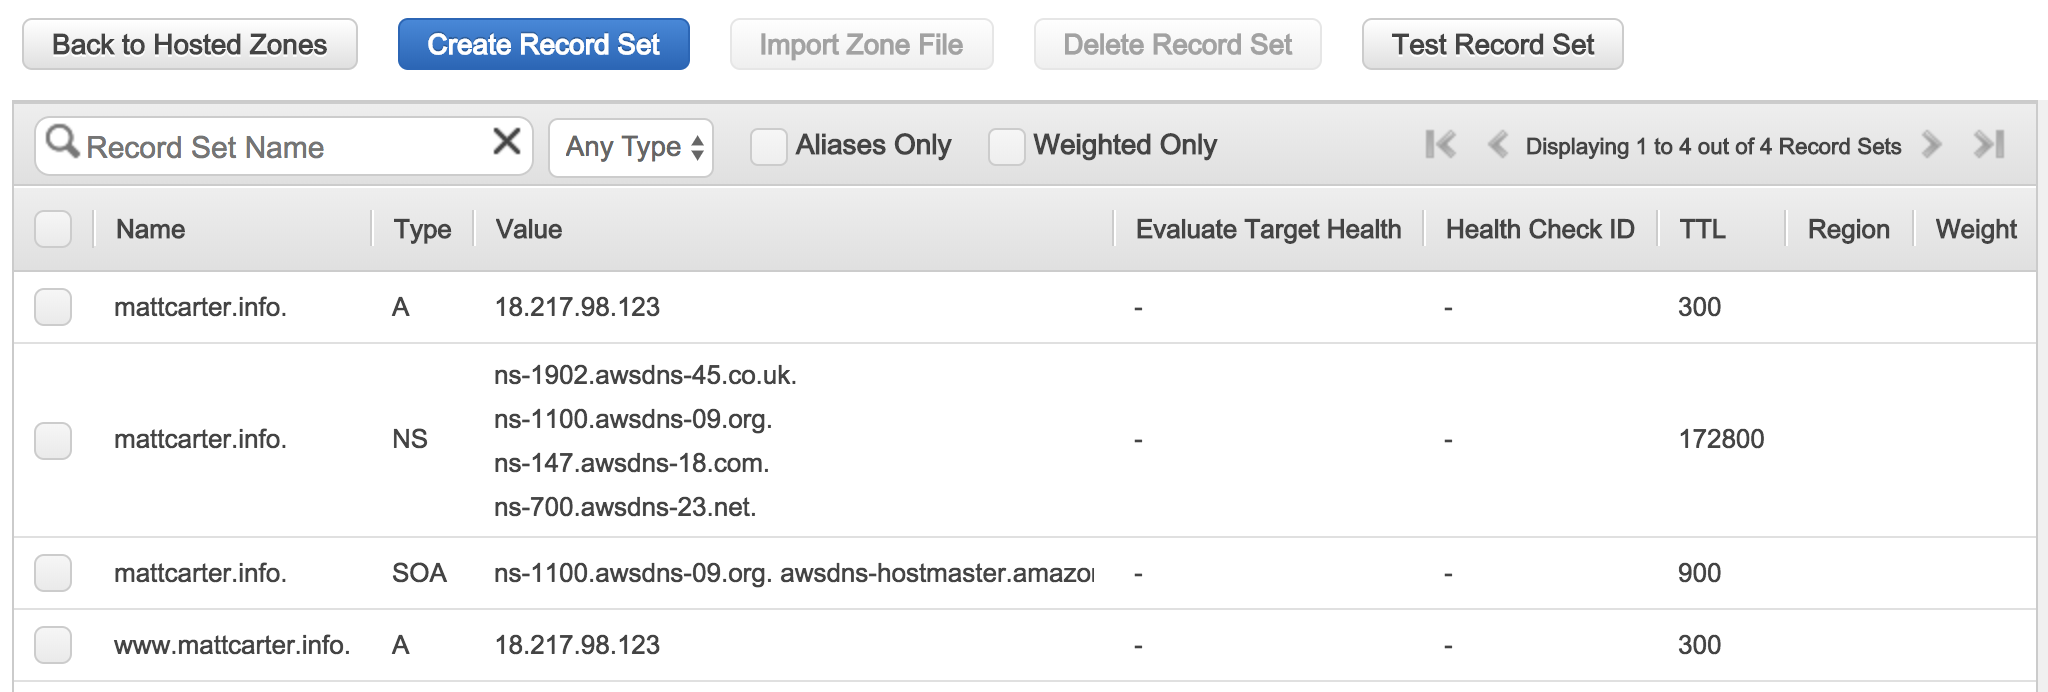 Back to Hosted Zones Create Record Set Import Zone File Delete Record Set Test Record Set
Record Set Name Any Type Aliases Only Weighted Only Displaying 1 to 4 out of 4 Record Sets
Name Type Value Evaluate Target Health Health Check ID TTL Region Weight
mattcarter.info. A 18.217.98.123 - - 300
ns-1902.awsdns-45.co.uk.
ns-1100.awsdns-09.org.
mattcarter.info. NS - - 172800
ns-147.awsdns-18.com.
ns-700.awsdns-23.net.
mattcarter.info. SOA ns-1100.awsdns-09.org. awsdns-hostmaster.amazon - - 900
www.mattcarter.info. A 18.217.98.123 - - 300